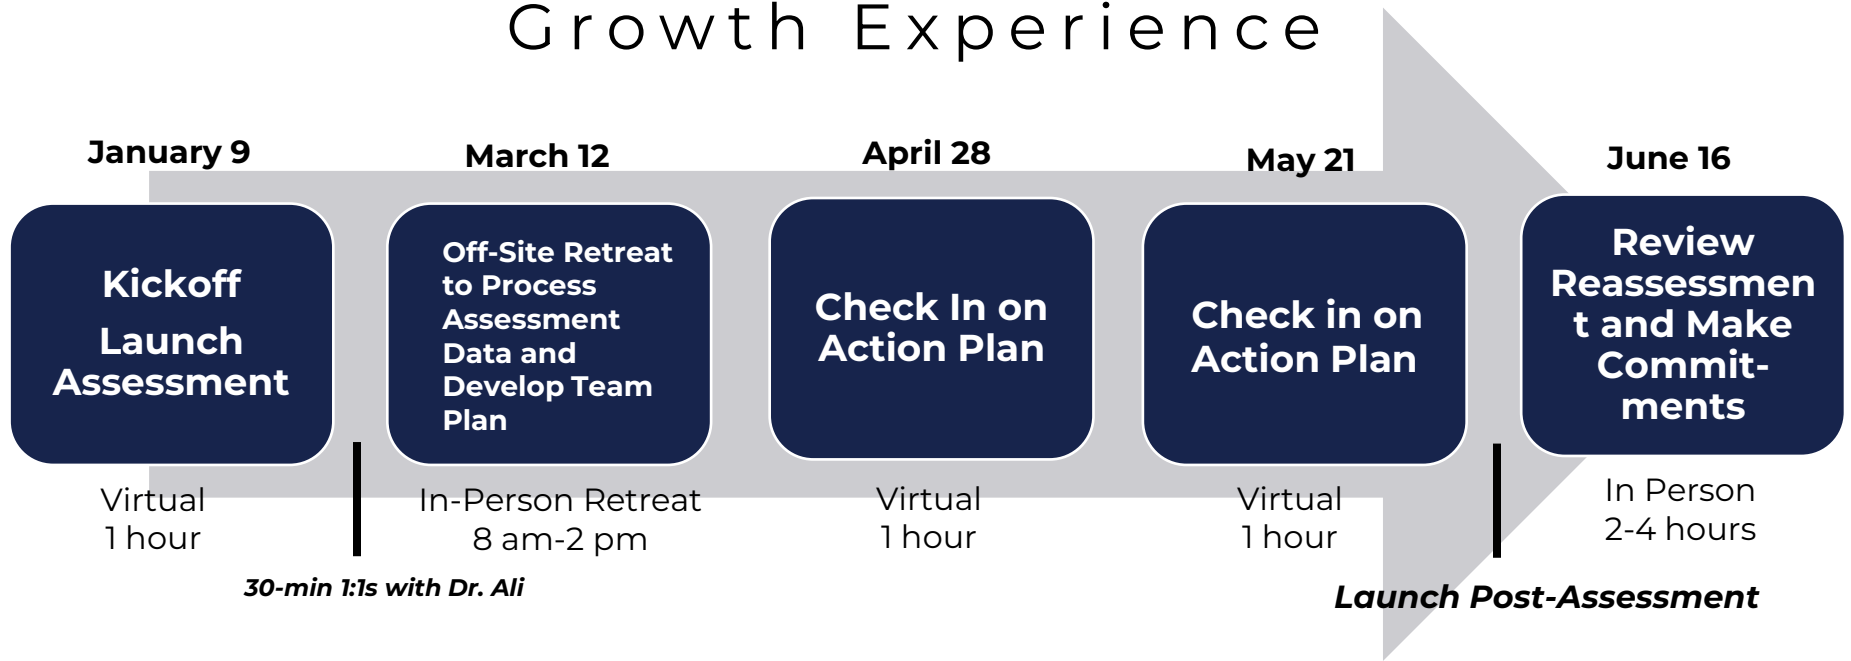 Growth Experience
January 9
March 12
April 28
May 21
June 16
Kickoff
Launch
Assessment
Off-Site Retreat
to Process
Assessment
Data and
Develop Team
Plan
Check In on
Action Plan
Check in on
Action Plan
Review
Reassessmen
t and Make
Commit-
ments
Virtual
1 hour
In-Person Retreat
8 am-2 pm
Virtual
1 hour
Virtual
1 hour
In Person
2-4 hours
30-min 1:1s with Dr. Ali
Launch Post-Assessment